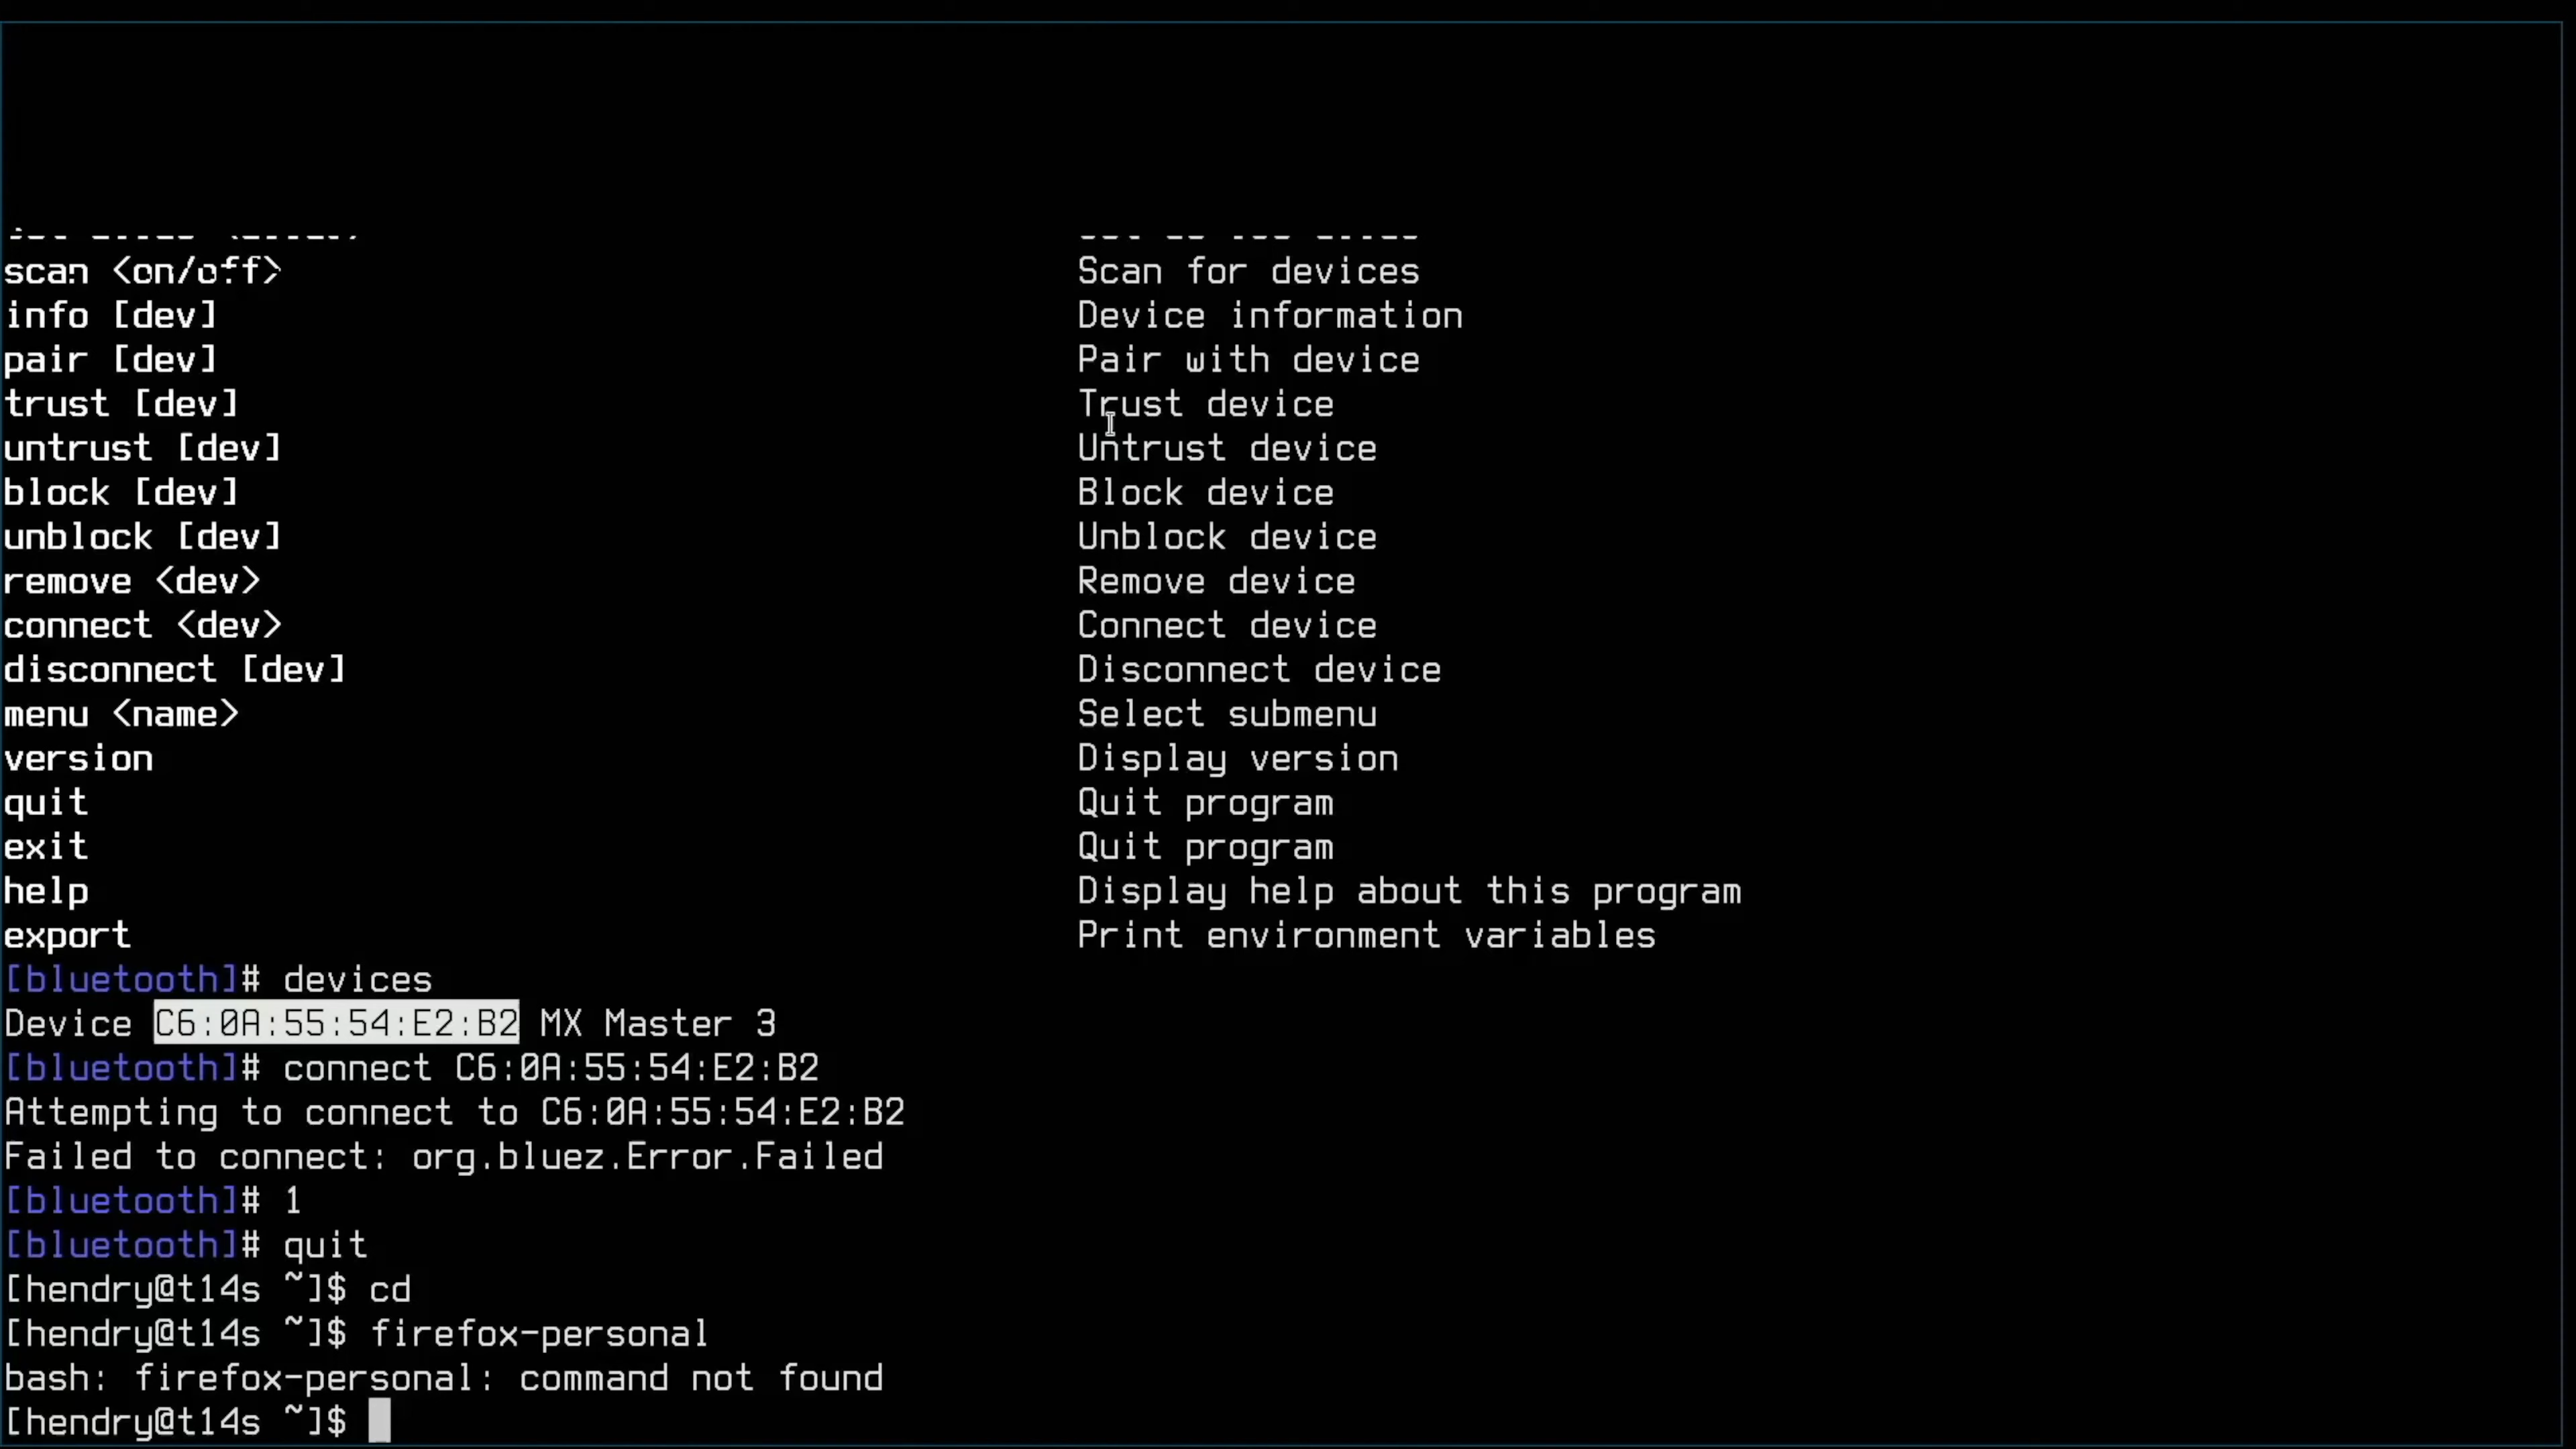 scan <on/off> Scan for devices
info [dev] Device information
pair [dev] Pair with device
trust [dev] Trust device
untrust [dev] Untrust device
block [dev] Block device
unblock [dev] Unblock device
remove <dev> Remove device
connect <dev> Connect device
disconnect [dev] Disconnect device
menu <name> Select submenu
version Display version
quit Quit program
exit Quit program
help Display help about this program
export Print environment variables
[bluetooth]# devices
Device C6:0A:55:54:E2:B2 MX Master 3
[bluetooth]# connect C6:0A:55:54:E2:B2
Attempting to connect to C6:0A:55:54:E2:B2
Failed to connect: org.bluez.Error.Failed
[bluetooth]# 1
[bluetooth]# quit
[hendry@t14s ~]$ cd
[hendry@t14s ~]$ firefox-personal
bash: firefox-personal: command not found
[hendry@t14s ~]$